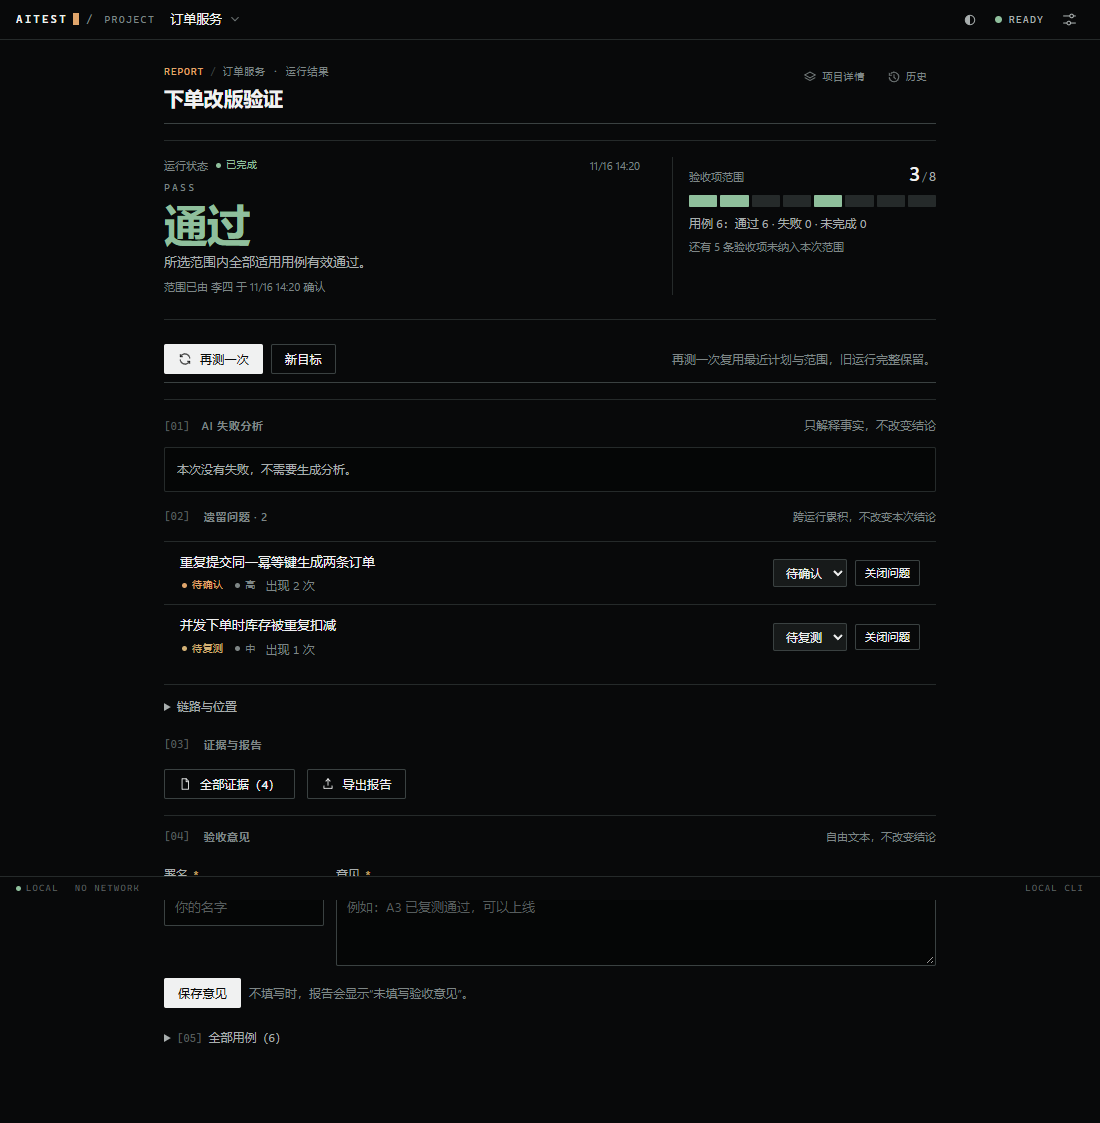 AITEST / PROJECT 订单服务
READY
REPORT / 订单服务 · 运行结果
项目详情 历史
下单改版验证
运行状态 已完成 11/16 14:20
PASS
通过
所选范围内全部适用用例有效通过。
范围已由 李四 于 11/16 14:20 确认
验收项范围 3/8
用例 6：通过 6 · 失败 0 · 未完成 0
还有 5 条验收项未纳入本次范围
再测一次 新目标 再测一次复用最近计划与范围，旧运行完整保留。
[01] AI 失败分析 只解释事实，不改变结论
本次没有失败，不需要生成分析。
[02] 遗留问题 · 2 跨运行累积，不改变本次结论
重复提交同一幂等键生成两条订单
待确认 高 出现 2 次
待确认 关闭问题
并发下单时库存被重复扣减
待复测 中 出现 1 次
待复测 关闭问题
链路与位置
[03] 证据与报告
全部证据（4） 导出报告
[04] 验收意见 自由文本，不改变结论
署名 * 意见 *
LOCAL NO NETWORK LOCAL CLI
你的名字 例如：A3 已复测通过，可以上线
保存意见 不填写时，报告会显示“未填写验收意见”。
[05] 全部用例（6）